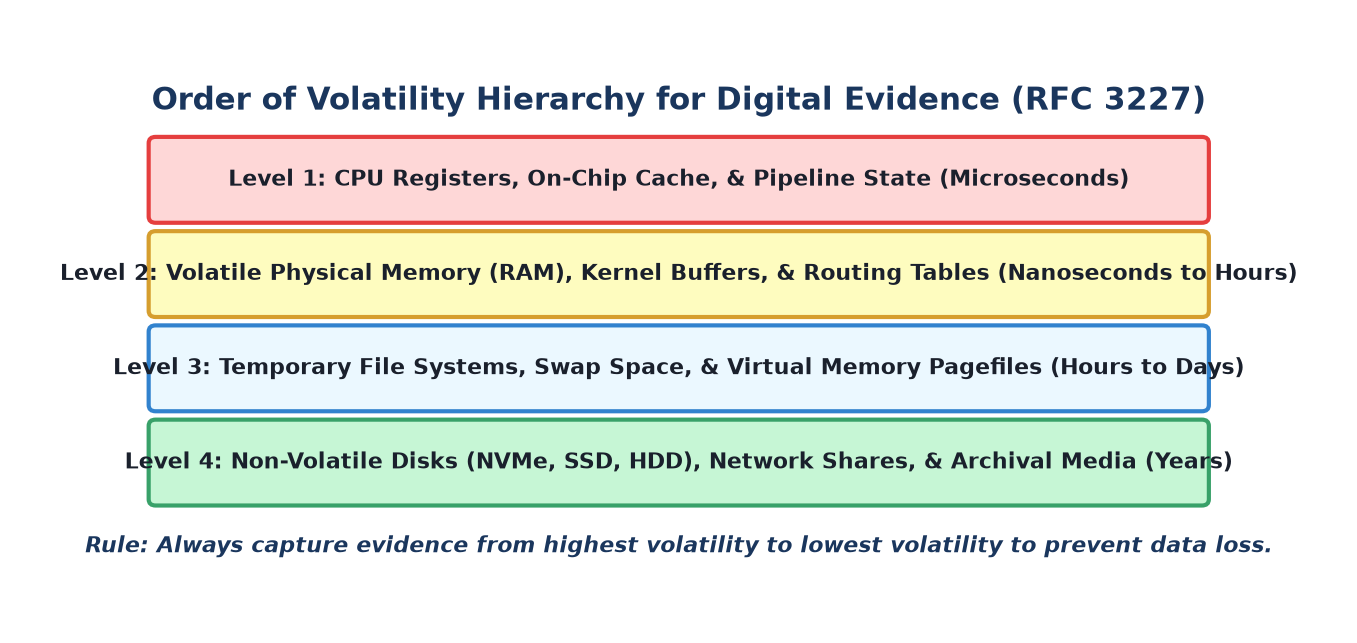 Order of Volatility Hierarchy for Digital Evidence (RFC 3227)
Level 1: CPU Registers, On-Chip Cache, & Pipeline State (Microseconds)
Level 2: Volatile Physical Memory (RAM), Kernel Buffers, & Routing Tables (Nanoseconds to Hours)
Level 3: Temporary File Systems, Swap Space, & Virtual Memory Pagefiles (Hours to Days)
Level 4: Non-Volatile Disks (NVMe, SSD, HDD), Network Shares, & Archival Media (Years)
Rule: Always capture evidence from highest volatility to lowest volatility to prevent data loss.